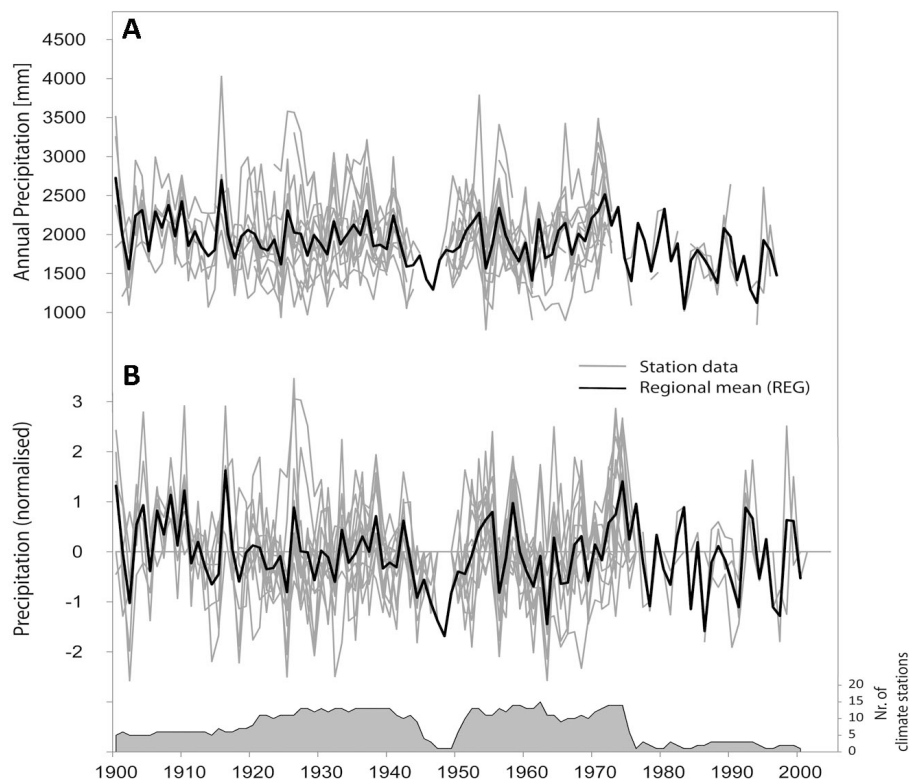 A
Annual Precipitation [mm]
4500
4000
3500
3000
2500
2000
1500
1000
B
Station data
Regional mean (REG)
Precipitation (normalised)
3
2
1
0
-1
-2
20
15
10
5
0
Nr. of
climate stations
1900 1910 1920 1930 1940 1950 1960 1970 1980 1990 2000